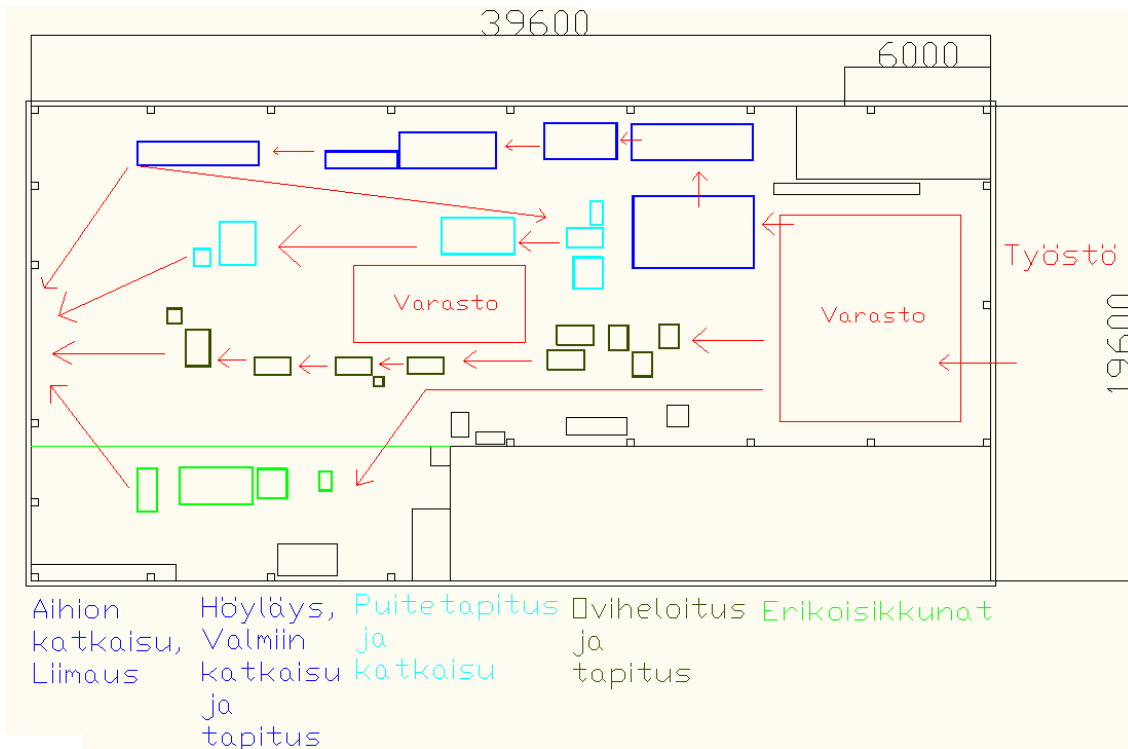 39600
6000
Työstö
Varasto
Varasto
19600
Aihion
katkaisu,
Liimaus
Höyläys,
Valmiin
katkaisu
ja
tapitus
Puitetapitus
ja
katkaisu
▯viheloitus
ja
tapitus
Erikoisikkunat